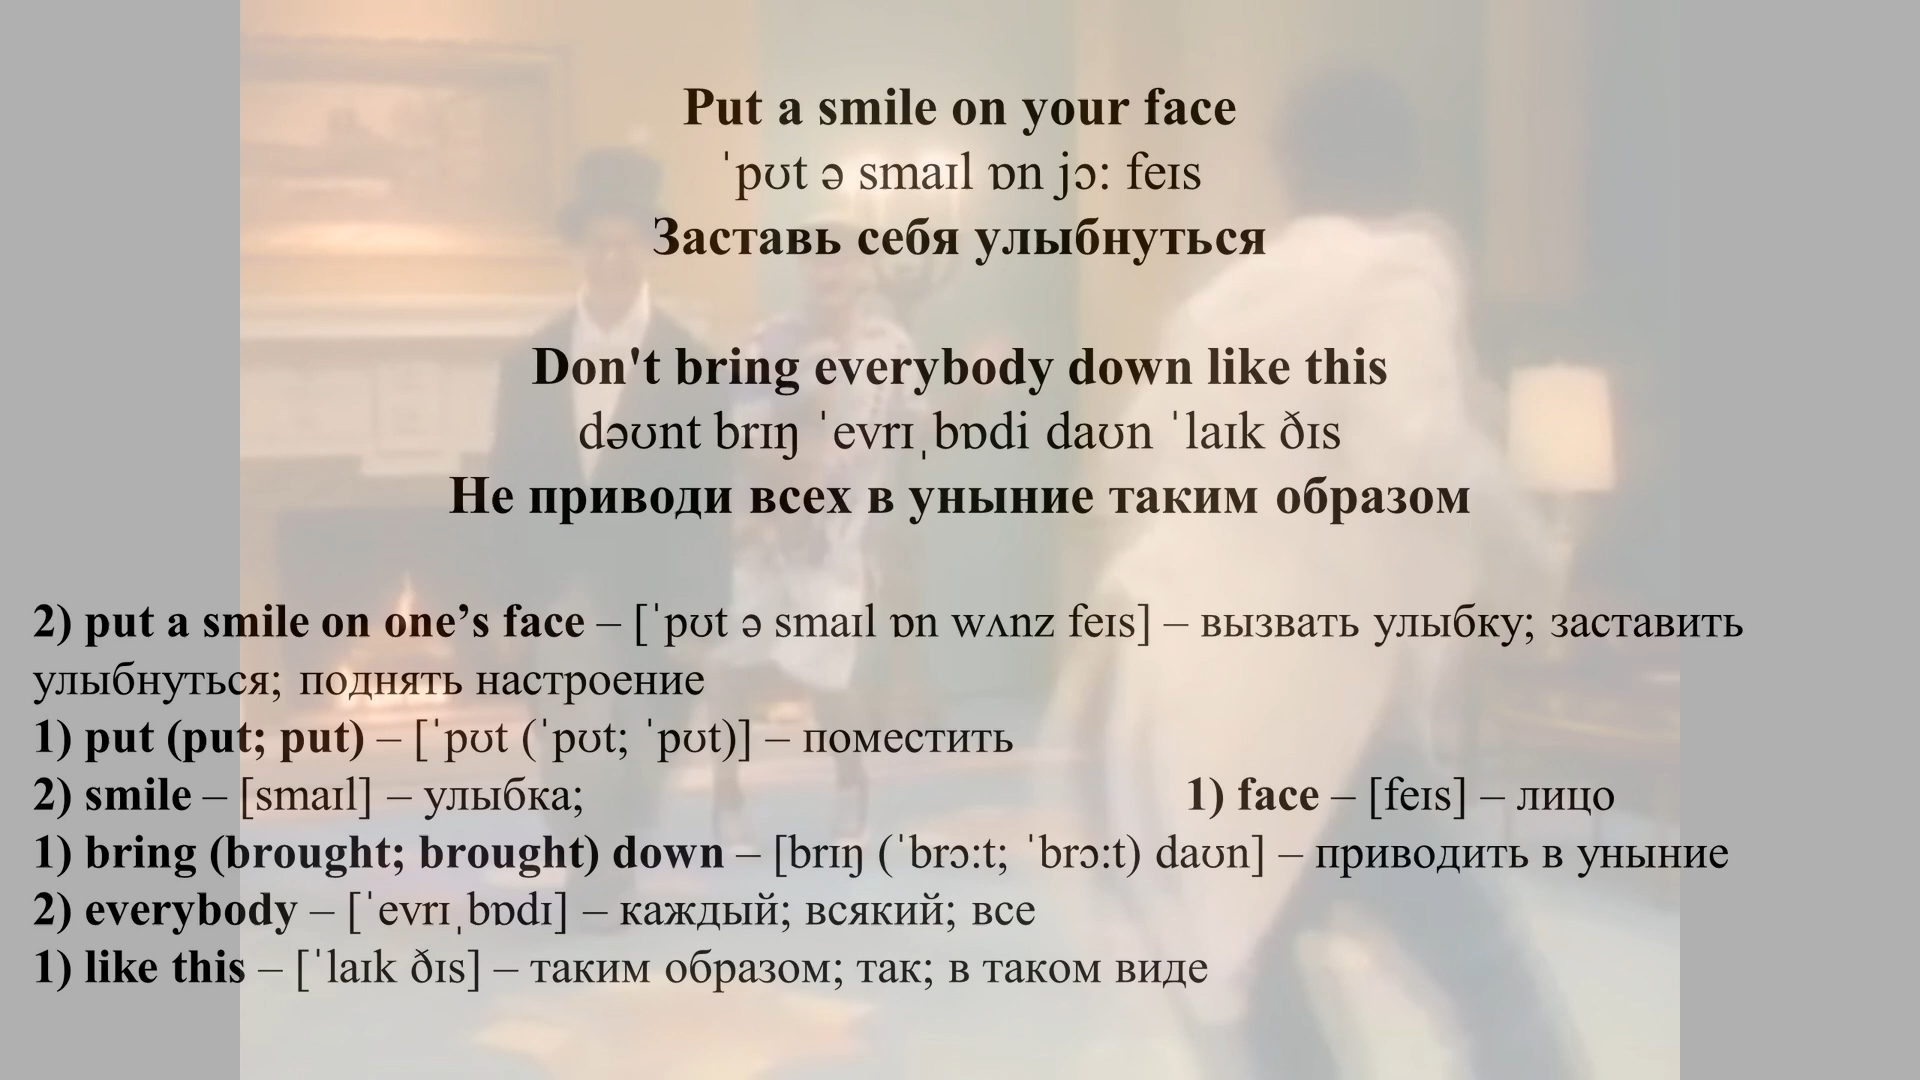 Put a smile on your face
ˈpʊt ə smaɪl ɒn jɔ: feɪs
Заставь себя улыбнуться
Don't bring everybody down like this
dəʊnt brɪŋ ˈevrɪˌbɒdi daʊn ˈlaɪk ðɪs
Не приводи всех в уныние таким образом
2) put a smile on one’s face – [ˈpʊt ə smaɪl ɒn wʌnz feɪs] – вызвать улыбку; заставить
улыбнуться; поднять настроение
1) put (put; put) – [ˈpʊt (ˈpʊt; ˈpʊt)] – поместить
2) smile – [smaɪl] – улыбка; 1) face – [feɪs] – лицо
1) bring (brought; brought) down – [brɪŋ (ˈbrɔ:t; ˈbrɔ:t) daʊn] – приводить в уныние
2) everybody – [ˈevrɪˌbɒdɪ] – каждый; всякий; все
1) like this – [ˈlaɪk ðɪs] – таким образом; так; в таком виде